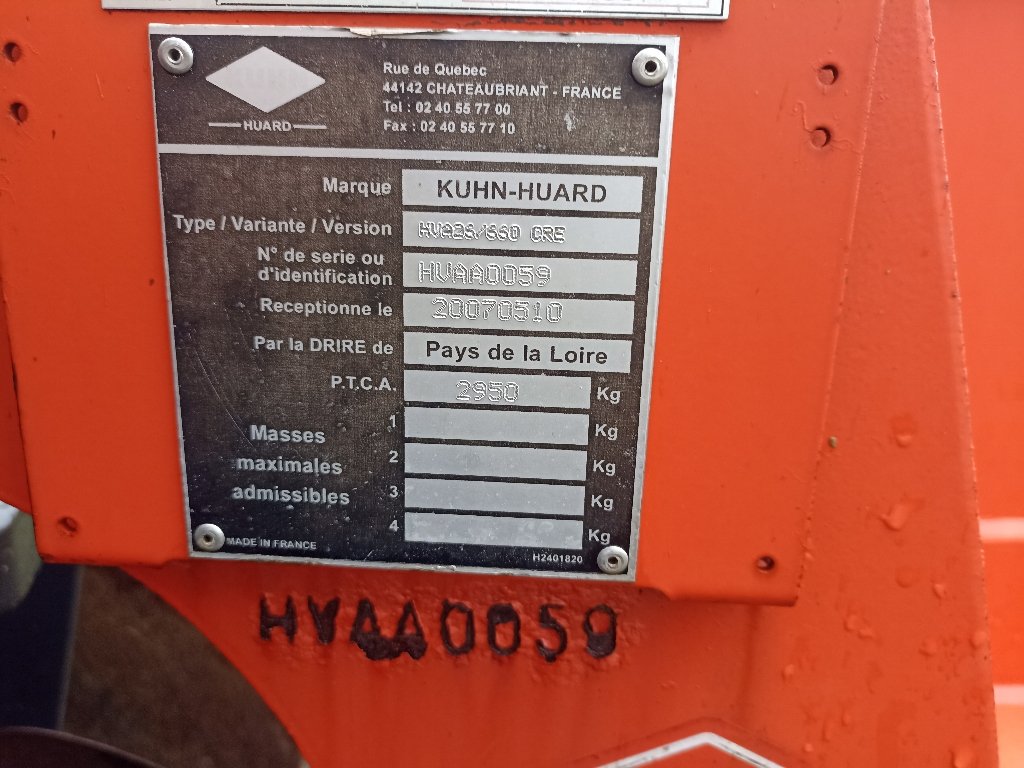 HUARD
Rue de Quebec
44142 CHATEAUBRIANT - FRANCE
Tel : 02 40 55 77 00
Fax : 02 40 55 77 10
Marque KUHN-HUARD
Type / Variante / Version HVA26/660 CRE
N° de serie ou
d'identification HVAA0059
Receptionne le 20070510
Par la DRIRE de Pays de la Loire
P.T.C.A. 2950 Kg
Masses
maximales
admissibles
1 Kg
2 Kg
3 Kg
4 Kg
MADE IN FRANCE
H2401820
HVAA0059